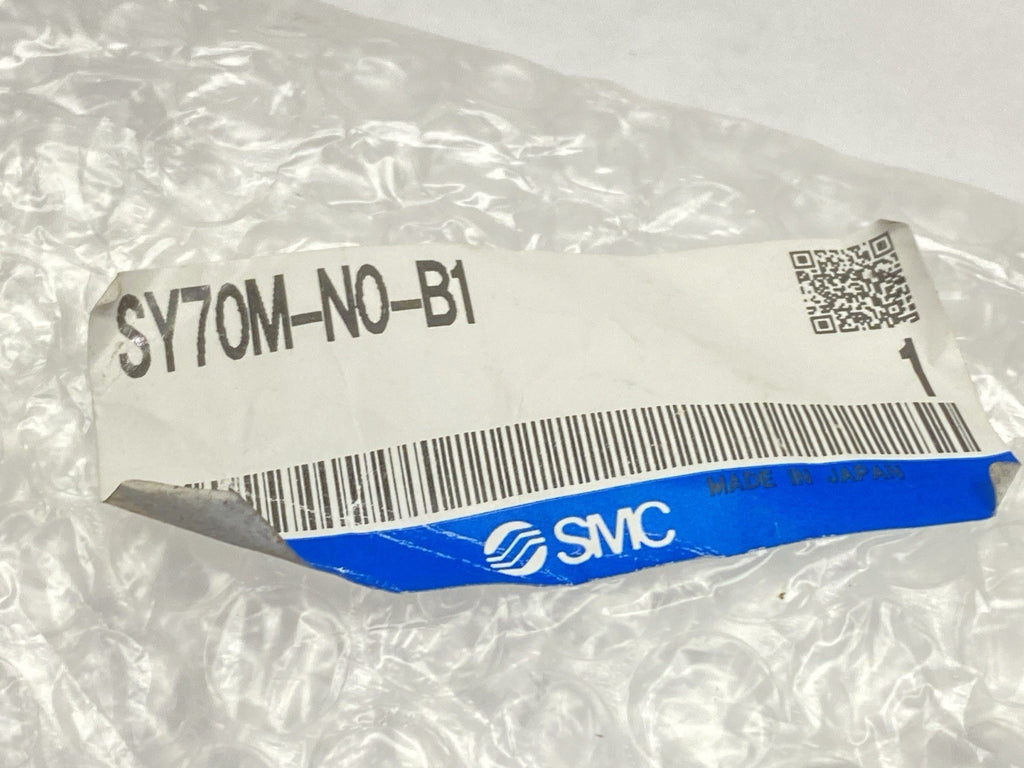 SY70M-N0-B1
1
MADE IN JAPAN
SMC